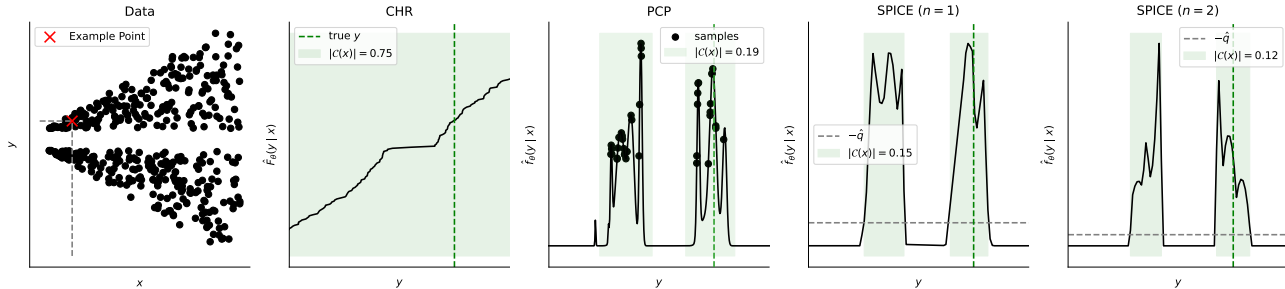 Data
Example Point
y
x
CHR
true y
|C(x)| = 0.75
F̂θ(y | x)
y
PCP
samples
|C(x)| = 0.19
f̂θ(y | x)
y
SPICE (n = 1)
−q̂
|C(x)| = 0.15
f̂θ(y | x)
y
SPICE (n = 2)
−q̂
|C(x)| = 0.12
f̂θ(y | x)
y